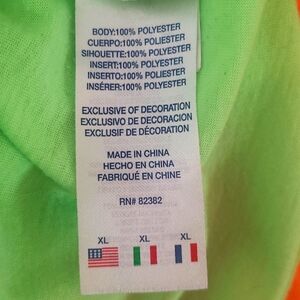 BODY:100% POLYESTER
CUERPO:100% POLIESTER
SIHOUETTE:100% POLYESTER
INSERT:100% POLYESTER
INSERTO:100% POLIESTER
INSÉRER:100% POLYESTER
EXCLUSIVE OF DECORATION
EXCLUSIVO DE DECORACION
EXCLUSIF DE DÉCORATION
MADE IN CHINA
HECHO EN CHINA
FABRIQUÉ EN CHINE
RN# 82382
XL XL XL